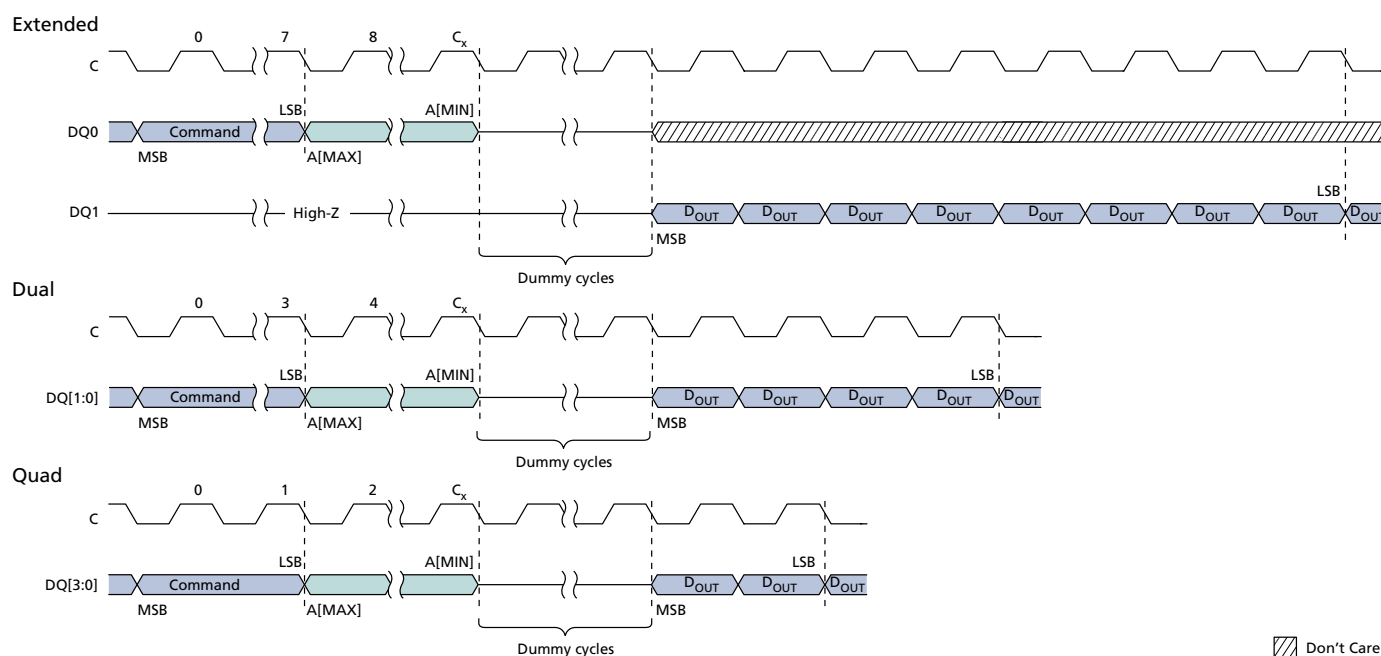 Extended
0 7 8 Cx
C
LSB A[MIN]
DQ0 Command
MSB A[MAX]
LSB
DQ1 High-Z DOUT DOUT DOUT DOUT DOUT DOUT DOUT DOUT DOUT
MSB
Dummy cycles
Dual
0 3 4 Cx
C
LSB A[MIN] LSB
DQ[1:0] Command DOUT DOUT DOUT DOUT DOUT
MSB A[MAX] MSB
Dummy cycles
Quad
0 1 2 Cx
C
LSB A[MIN] LSB
DQ[3:0] Command DOUT DOUT DOUT
MSB A[MAX] MSB
Dummy cycles
Don't Care